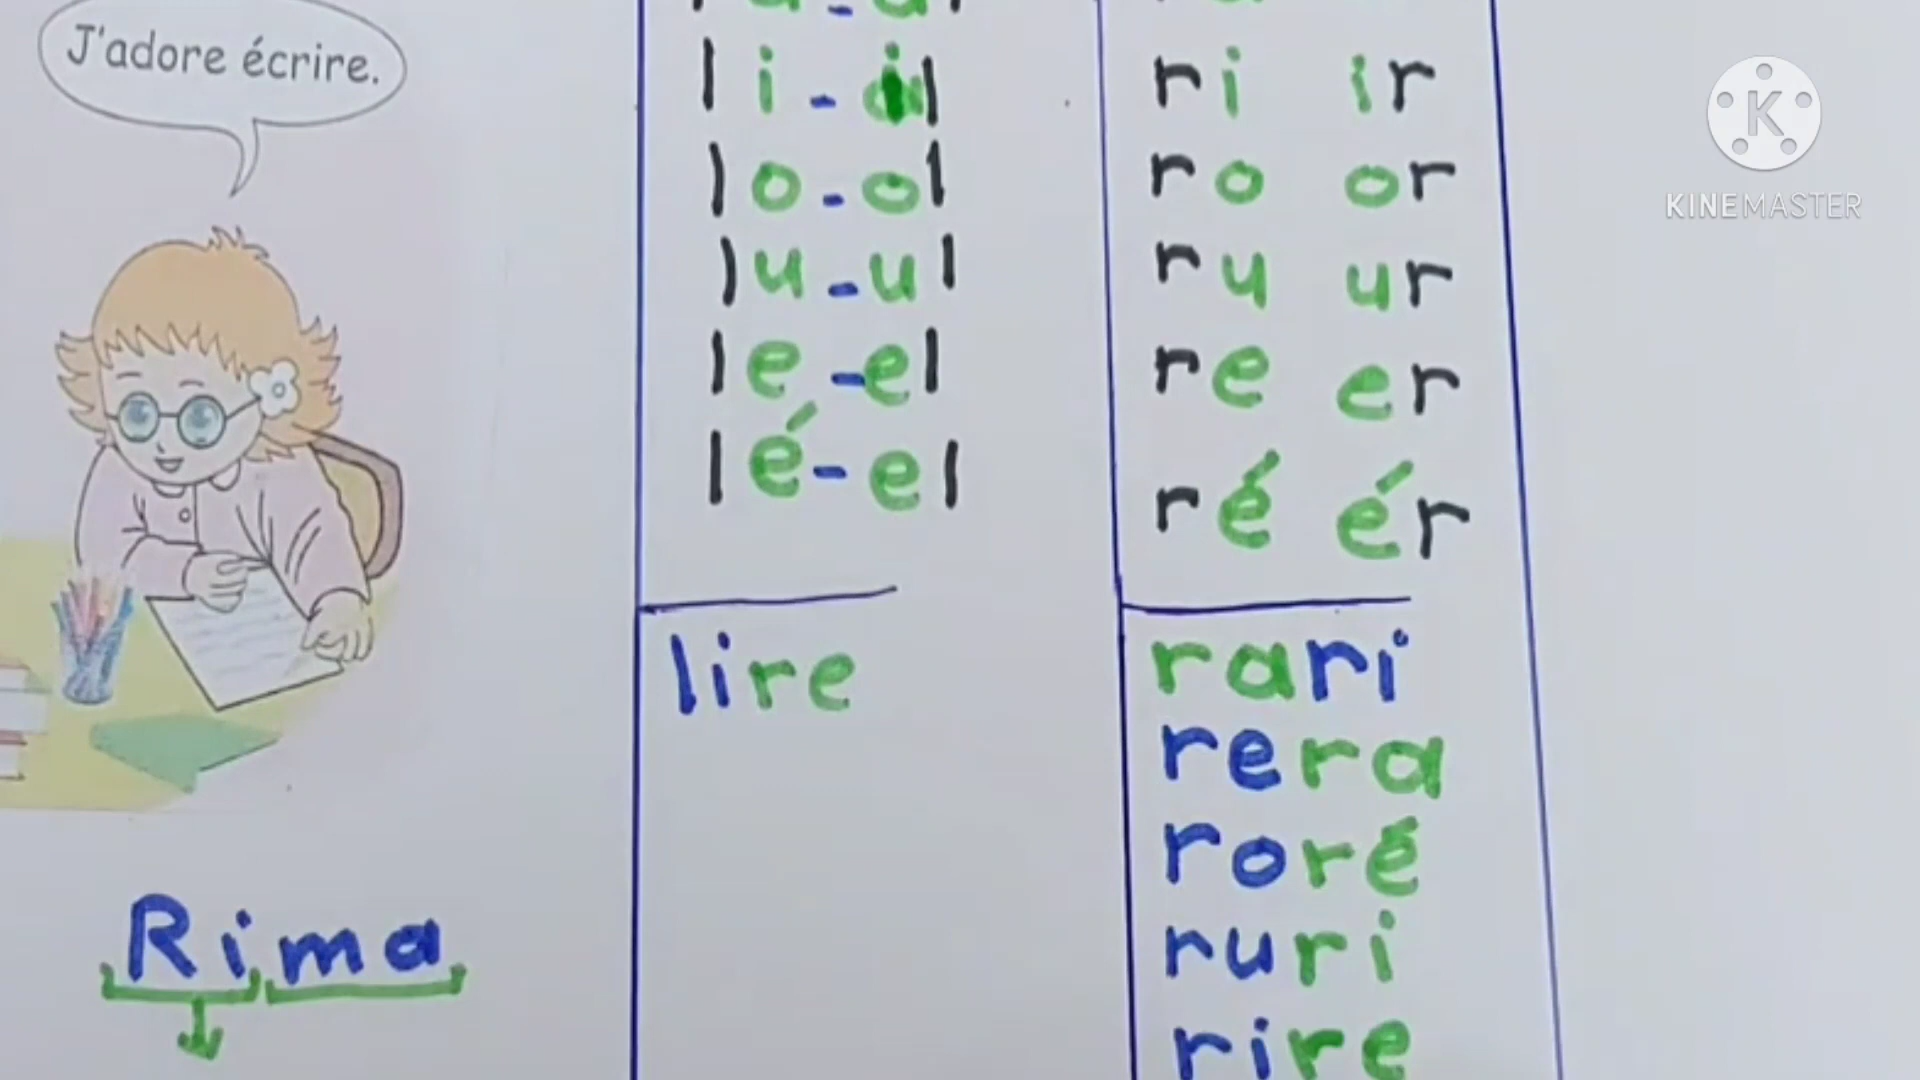 J'adore écrire.
Rima
li - il
lo - ol
lu - ul
le - el
lé - el
lire
ri ir
ro or
ru ur
re er
ré ér
rari
rera
roré
ruri
rire
K
KINEMASTER